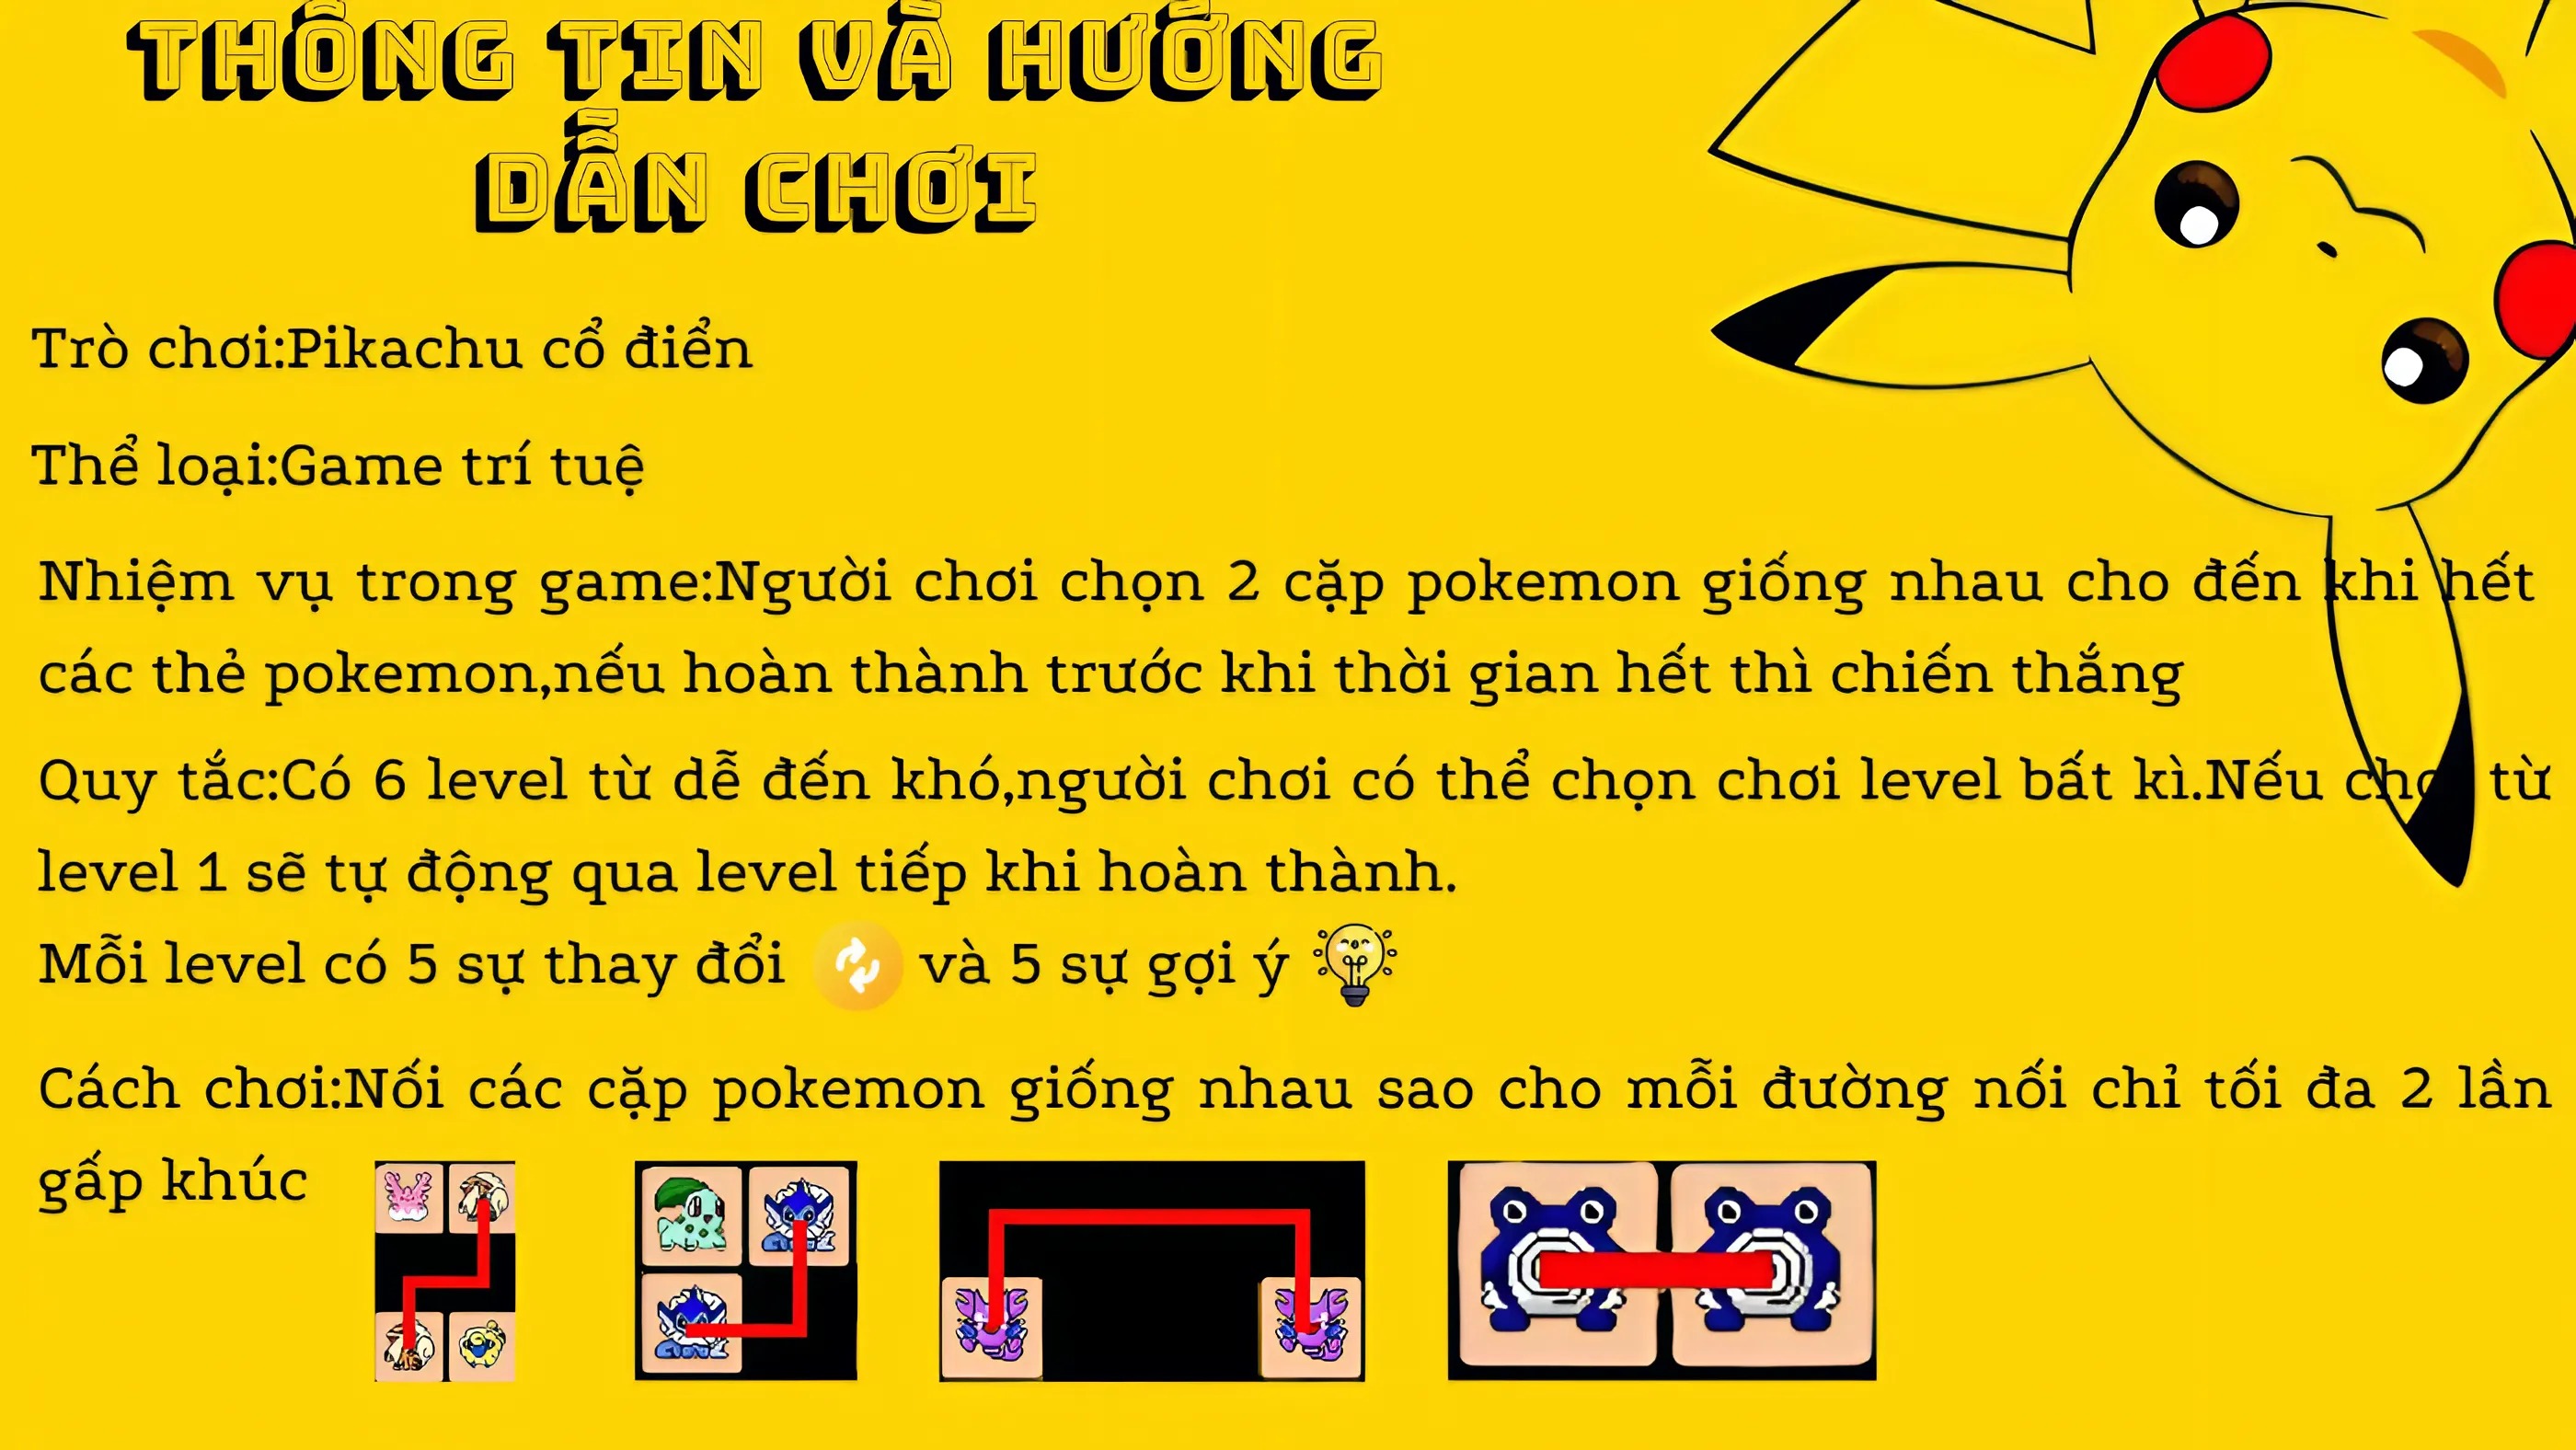 THÔNG TIN VÀ HƯỚNG
DẪN CHƠI
Trò chơi:Pikachu cổ điển
Thể loại:Game trí tuệ
Nhiệm vụ trong game:Người chơi chọn 2 cặp pokemon giống nhau cho đến khi hết
các thẻ pokemon,nếu hoàn thành trước khi thời gian hết thì chiến thắng
Quy tắc:Có 6 level từ dễ đến khó,người chơi có thể chọn chơi level bất kì.Nếu chơi từ
level 1 sẽ tự động qua level tiếp khi hoàn thành.
Mỗi level có 5 sự thay đổi và 5 sự gợi ý
Cách chơi:Nối các cặp pokemon giống nhau sao cho mỗi đường nối chỉ tối đa 2 lần
gấp khúc